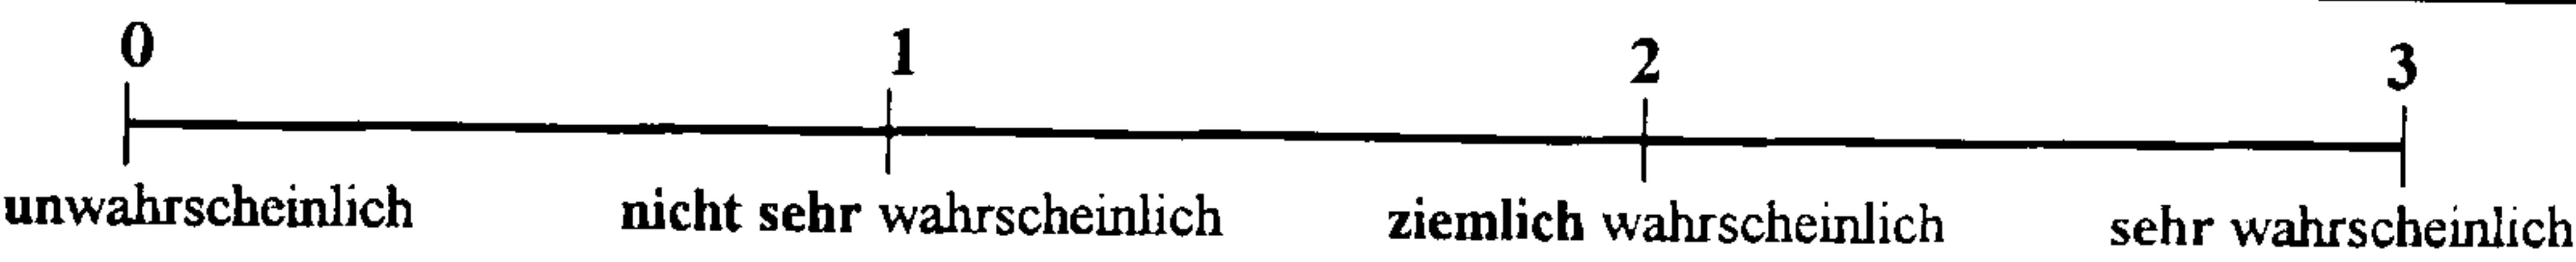 0 1 2 3
unwahrscheinlich nicht sehr wahrscheinlich ziemlich wahrscheinlich sehr wahrscheinlich